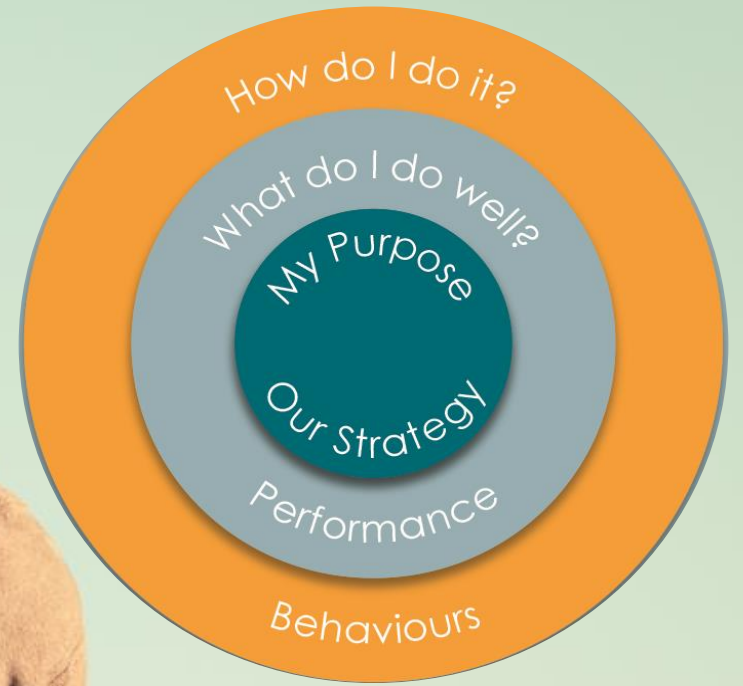 How do I do it?
What do I do well?
My Purpose
Our Strategy
Performance
Behaviours